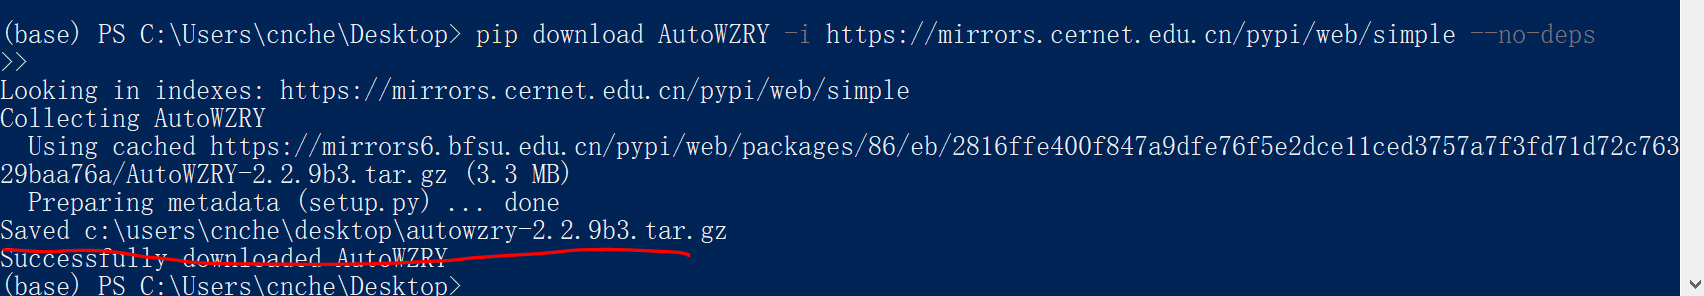 (base) PS C:\Users\cnche\Desktop> pip download AutoWZRY -i https://mirrors.cernet.edu.cn/pypi/web/simple --no-deps
>>
Looking in indexes: https://mirrors.cernet.edu.cn/pypi/web/simple
Collecting AutoWZRY
  Using cached https://mirrors6.bfsu.edu.cn/pypi/web/packages/86/eb/2816ffe400f847a9dfe76f5e2dce11ced3757a7f3fd71d72c763
29baa76a/AutoWZRY-2.2.9b3.tar.gz (3.3 MB)
  Preparing metadata (setup.py) ... done
Saved c:\users\cnche\desktop\autowzry-2.2.9b3.tar.gz
Successfully downloaded AutoWZRY
(base) PS C:\Users\cnche\Desktop>